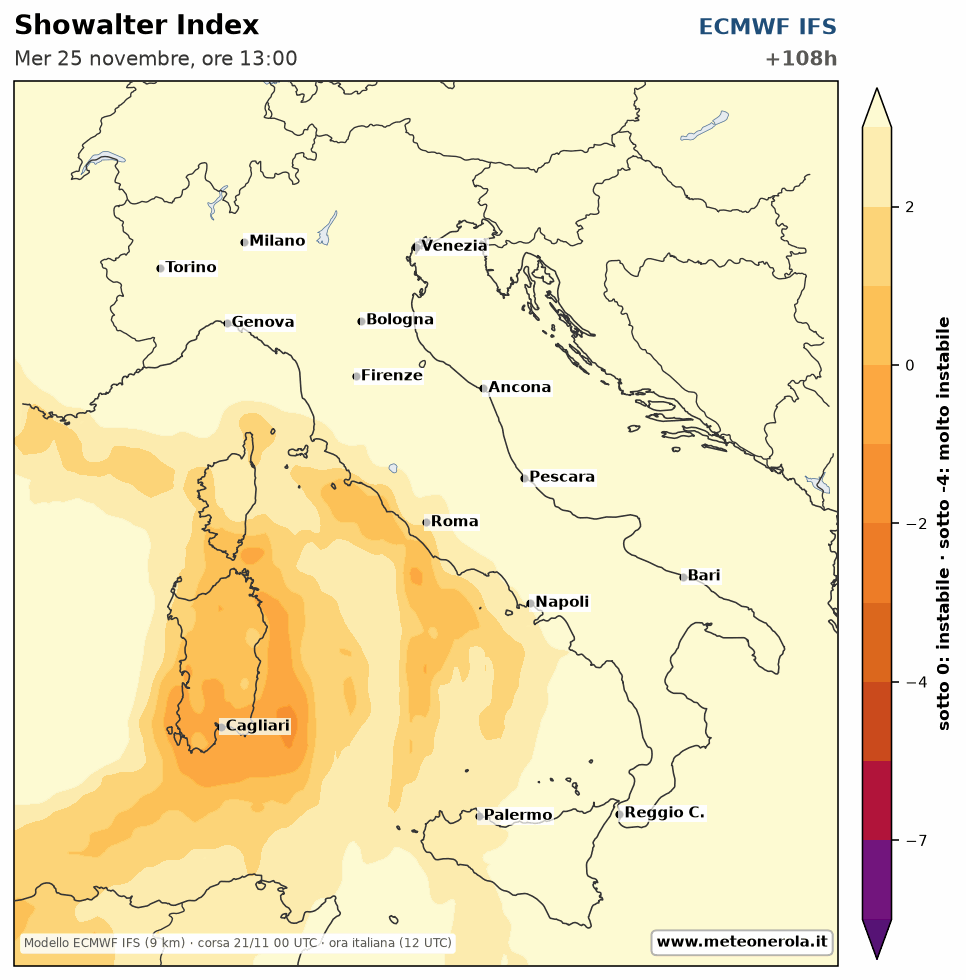 Showalter Index
ECMWF IFS
Mer 25 novembre, ore 13:00
+108h
Milano
Venezia
Torino
Genova
Bologna
Firenze
Ancona
Pescara
Roma
Bari
Napoli
Cagliari
Palermo
Reggio C.
2
0
−2
−4
−7
sotto 0: instabile · sotto -4: molto instabile
Modello ECMWF IFS (9 km) · corsa 21/11 00 UTC · ora italiana (12 UTC)
www.meteonerola.it